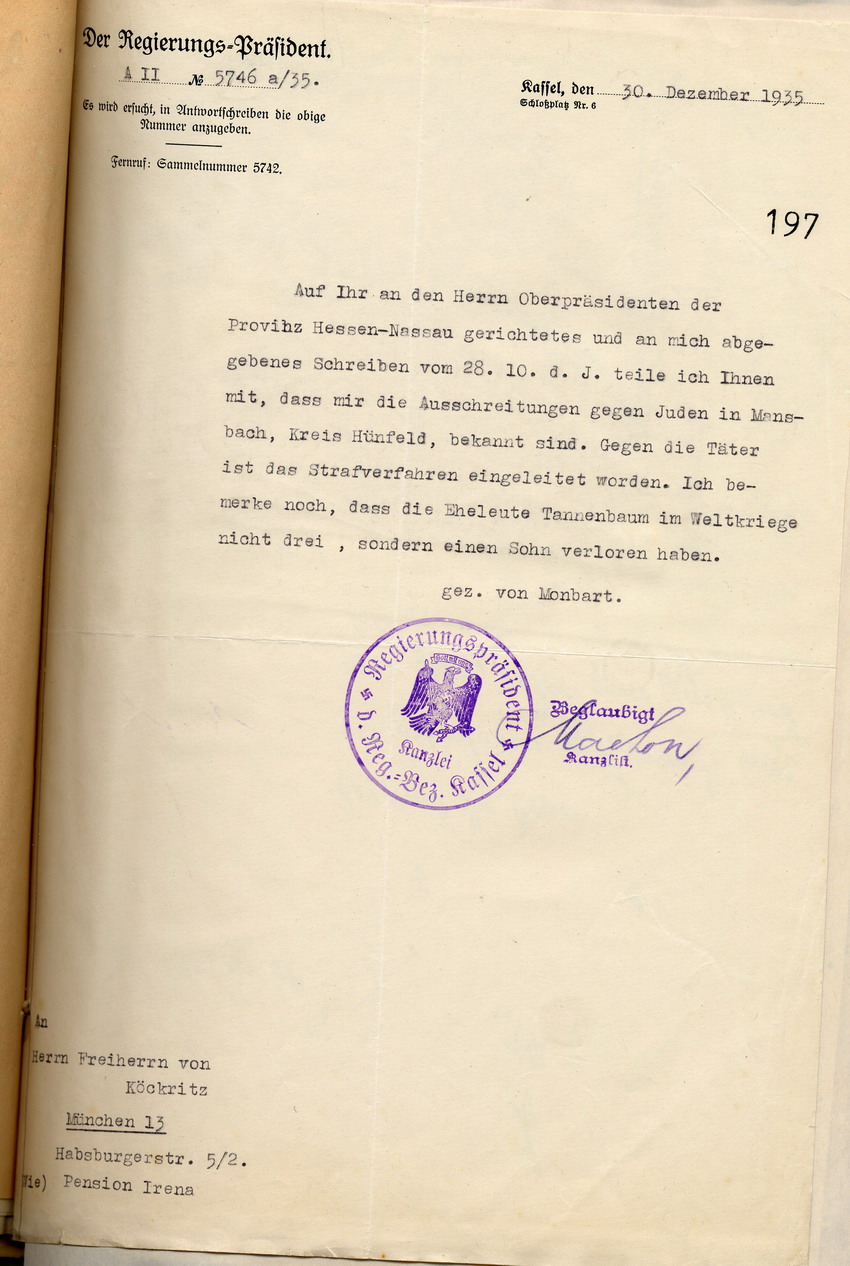 Der Regierungs-Präsident.
A II № 5746 a/35.
Es wird ersucht, in Antwortschreiben die obige
Nummer anzugeben.
Fernruf: Sammelnummer 5742.
Kassel, den 30. Dezember 1935
Schloßplatz Nr. 6
197
Auf Ihr an den Herrn Oberpräsidenten der
Provihz Hessen-Nassau gerichtetes und an mich abge-
gebenes Schreiben vom 28. 10. d. J. teile ich Ihnen
mit, dass mir die Ausschreitungen gegen Juden in Mans-
bach, Kreis Hünfeld, bekannt sind. Gegen die Täter
ist das Strafverfahren eingeleitet worden. Ich be-
merke noch, dass die Eheleute Tannenbaum im Weltkriege
nicht drei , sondern einen Sohn verloren haben.
gez. von Monbart.
Regierungspräsident
d. Reg.-Bez. Kassel
Kanzlei
Beglaubigt
Kanzlist.
An
Herrn Freiherrn von
Köckritz
München 13
Habsburgerstr. 5/2.
Wie) Pension Irena